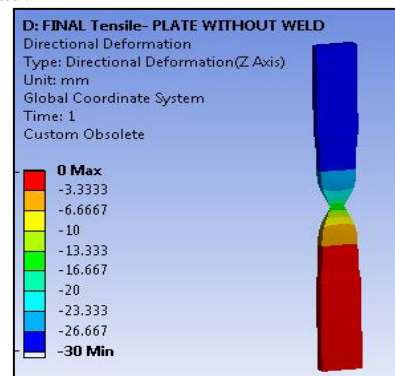 D: FINAL Tensile- PLATE WITHOUT WELD
Directional Deformation
Type: Directional Deformation(Z Axis)
Unit: mm
Global Coordinate System
Time: 1
Custom Obsolete
0 Max
-3.3333
-6.6667
-10
-13.333
-16.667
-20
-23.333
-26.667
-30 Min